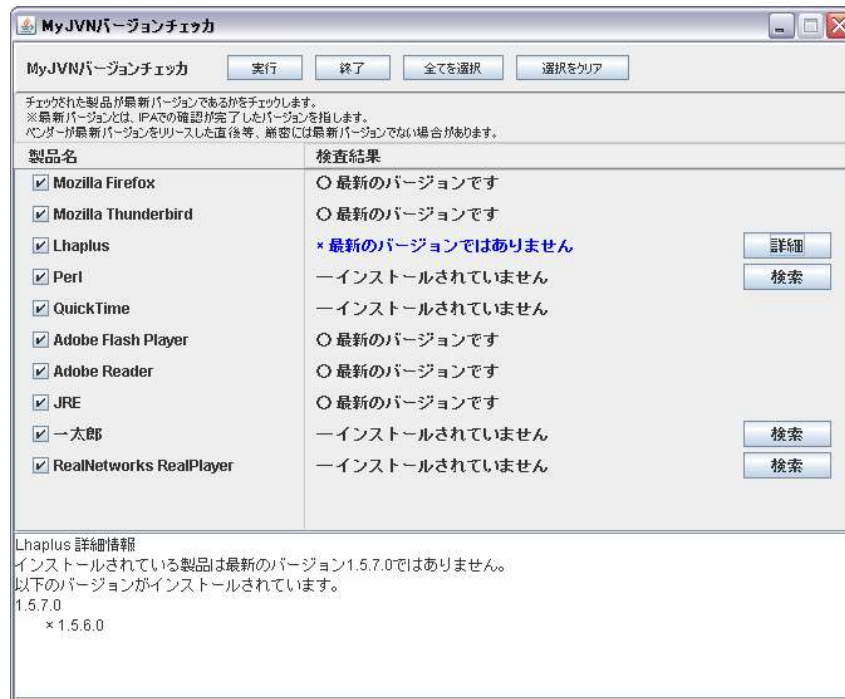 MyJVNバージョンチェッカ
MyJVNバージョンチェッカ 実行 終了 全てを選択 選択をクリア
チェックされた製品が最新バージョンであるかをチェックします。
※最新バージョンとは、IPAでの確認が完了したバージョンを指します。
ベンダーが最新バージョンをリリースした直後等、厳密には最新バージョンでない場合があります。
製品名 検査結果
Mozilla Firefox ○ 最新のバージョンです
Mozilla Thunderbird ○ 最新のバージョンです
Lhaplus × 最新のバージョンではありません 詳細
Perl ーインストールされていません 検索
QuickTime ーインストールされていません
Adobe Flash Player ○ 最新のバージョンです
Adobe Reader ○ 最新のバージョンです
JRE ○ 最新のバージョンです
一太郎 ーインストールされていません 検索
RealNetworks RealPlayer ーインストールされていません 検索
Lhaplus 詳細情報
インストールされている製品は最新のバージョン1.5.7.0ではありません。
以下のバージョンがインストールされています。
1.5.7.0
× 1.5.6.0